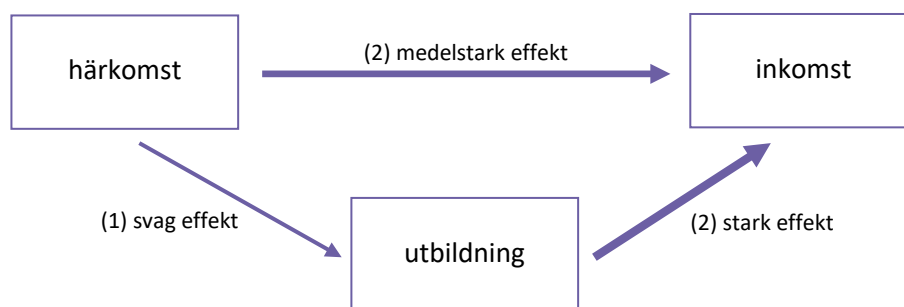 härkomst
(2) medelstark effekt
inkomst
(1) svag effekt
utbildning
(2) stark effekt